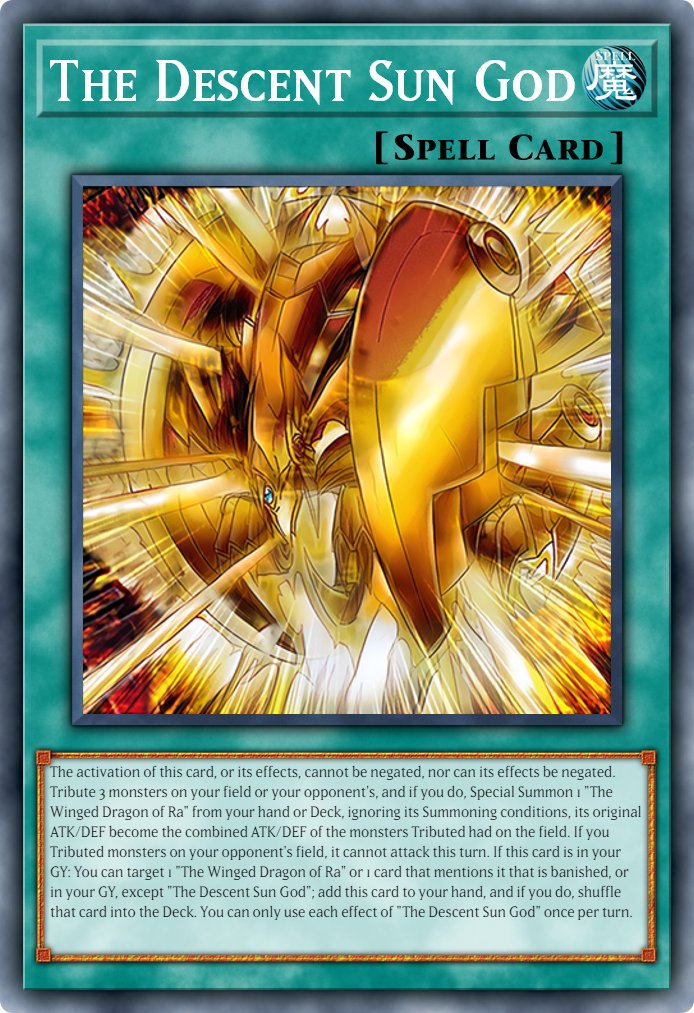 The Descent Sun God
SPELL
魔
[Spell Card]
The activation of this card, or its effects, cannot be negated, nor can its effects be negated.
Tribute 3 monsters on your field or your opponent's, and if you do, Special Summon 1 "The
Winged Dragon of Ra" from your hand or Deck, ignoring its Summoning conditions, its original
ATK/DEF become the combined ATK/DEF of the monsters Tributed had on the field. If you
Tributed monsters on your opponent's field, it cannot attack this turn. If this card is in your
GY: You can target 1 "The Winged Dragon of Ra" or 1 card that mentions it that is banished, or
in your GY, except "The Descent Sun God"; add this card to your hand, and if you do, shuffle
that card into the Deck. You can only use each effect of "The Descent Sun God" once per turn.